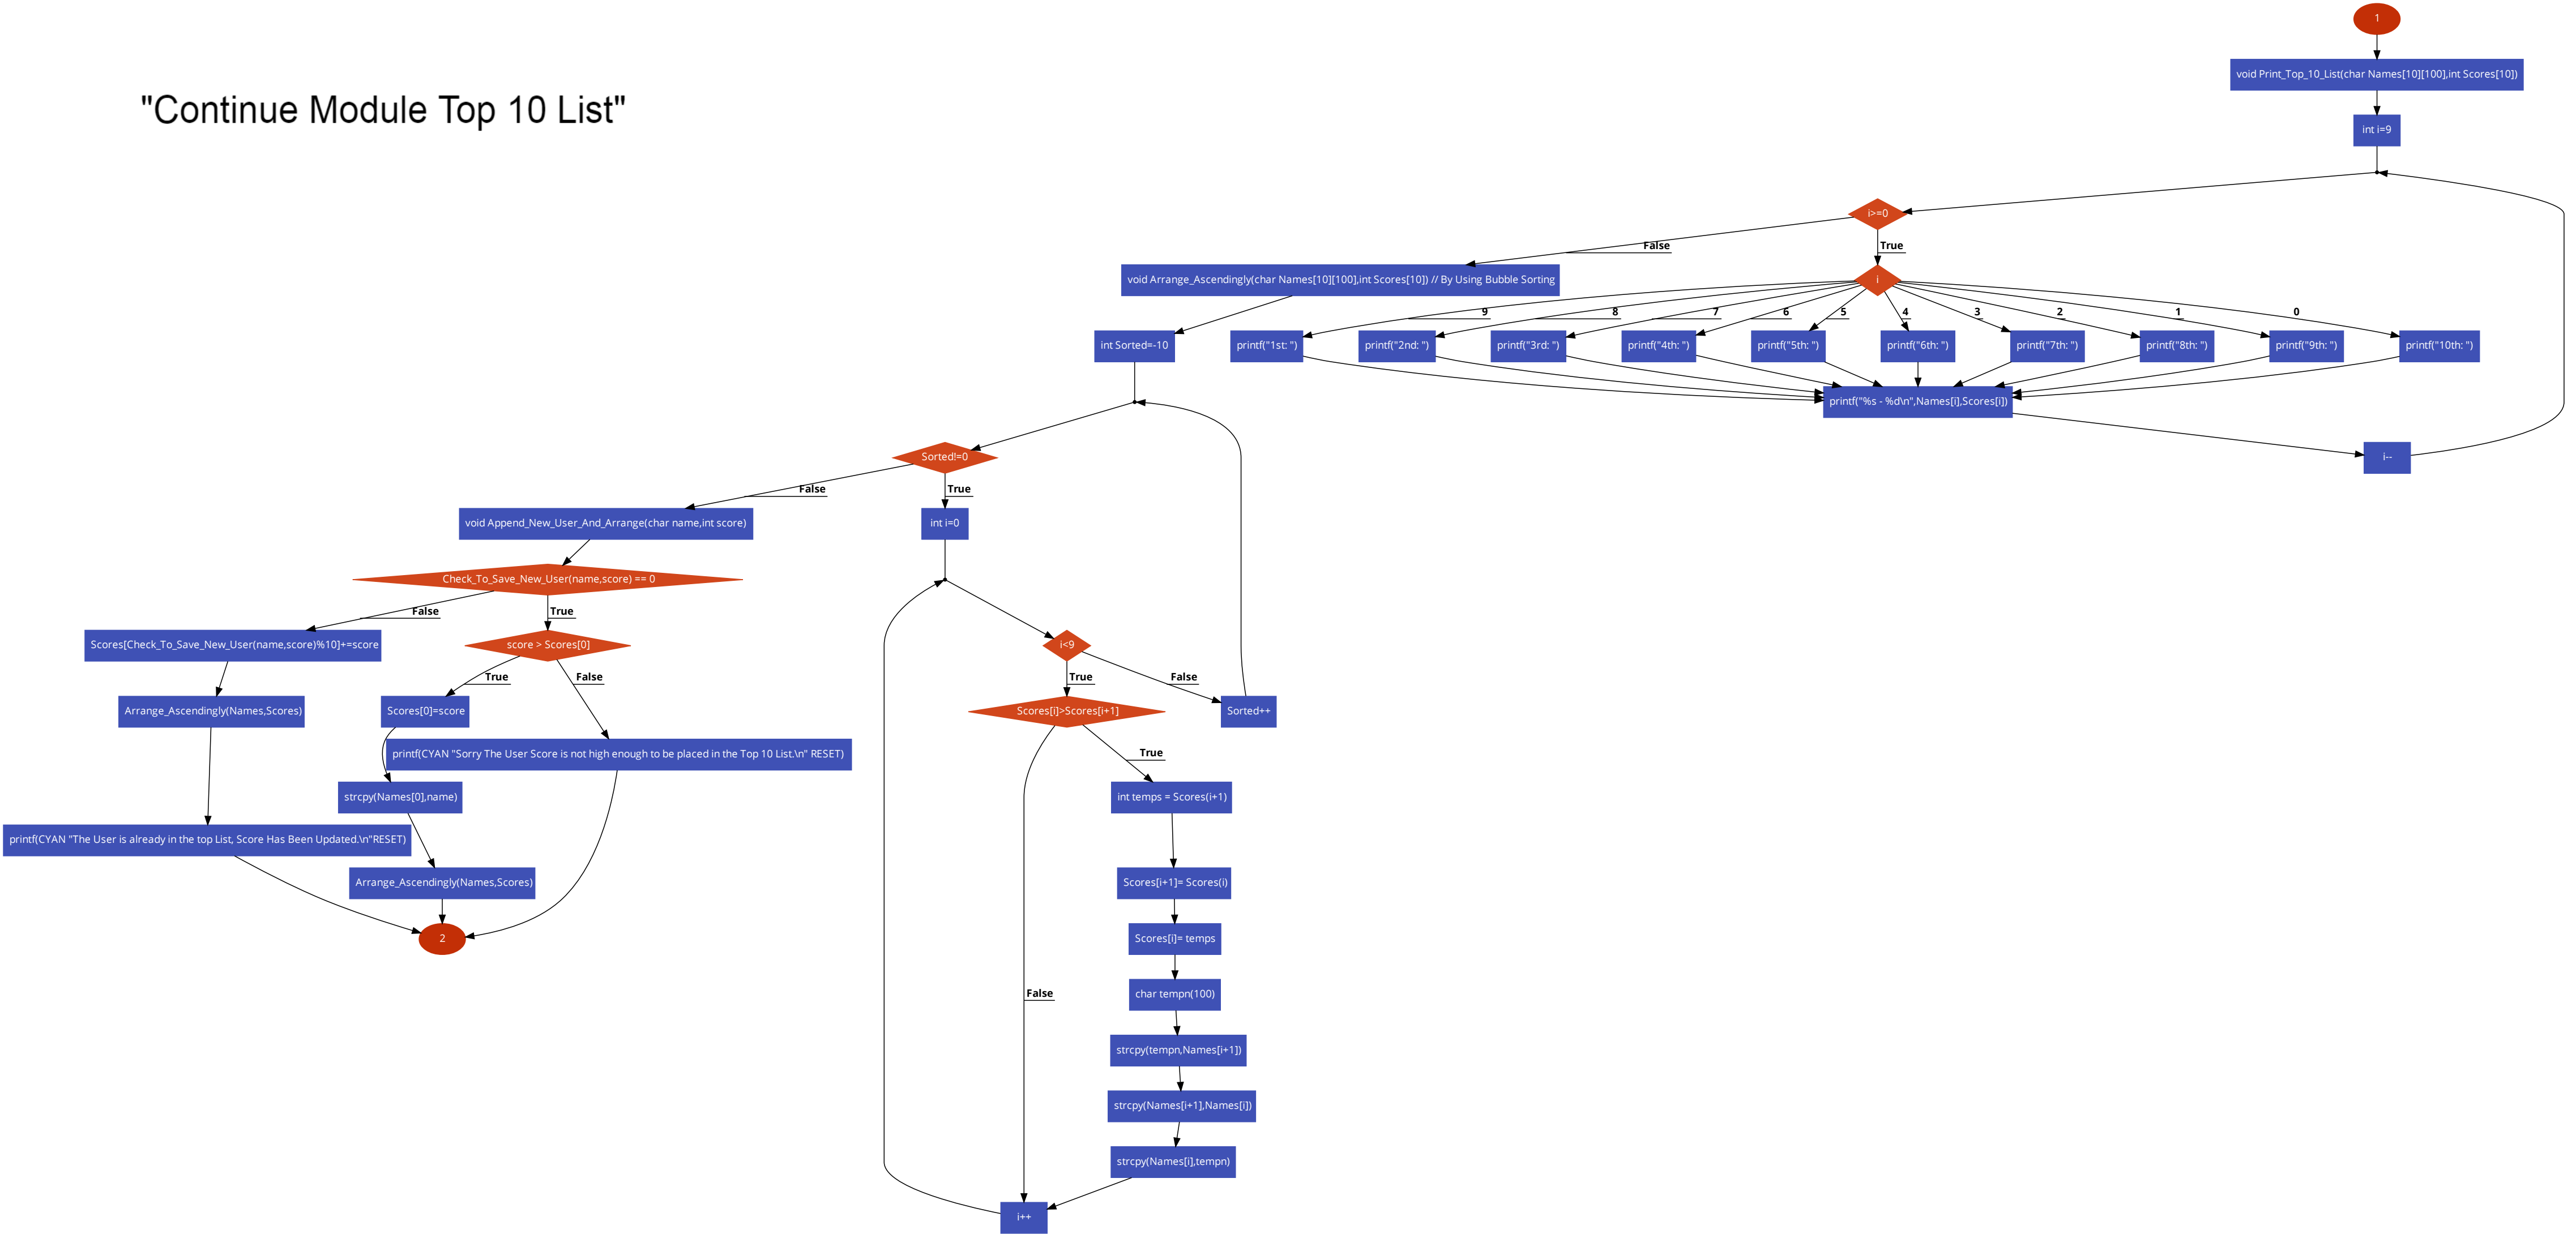 1
void Print_Top_10_List(char Names[10][100],int Scores[10])
"Continue Module Top 10 List"
int i=9
i>=0
False
True
void Arrange_Ascendingly(char Names[10][100],int Scores[10]) // By Using Bubble Sorting
i
9
8
7
6
5
4
3
2
1
0
int Sorted=-10
printf("1st: ")
printf("2nd: ")
printf("3rd: ")
printf("4th: ")
printf("5th: ")
printf("6th: ")
printf("7th: ")
printf("8th: ")
printf("9th: ")
printf("10th: ")
printf("%s - %d\n",Names[i],Scores[i])
Sorted!=0
i--
False
True
void Append_New_User_And_Arrange(char name,int score)
int i=0
Check_To_Save_New_User(name,score) == 0
False
True
Scores[Check_To_Save_New_User(name,score)%10]+=score
score > Scores[0]
i<9
True
False
True
False
Arrange_Ascendingly(Names,Scores)
Scores[0]=score
Scores[i]>Scores[i+1]
Sorted++
printf(CYAN "Sorry The User Score is not high enough to be placed in the Top 10 List.\n" RESET)
True
strcpy(Names[0],name)
int temps = Scores(i+1)
printf(CYAN "The User is already in the top List, Score Has Been Updated.\n"RESET)
Arrange_Ascendingly(Names,Scores)
Scores[i+1]= Scores(i)
2
Scores[i]= temps
False
char tempn(100)
strcpy(tempn,Names[i+1])
strcpy(Names[i+1],Names[i])
strcpy(Names[i],tempn)
i++